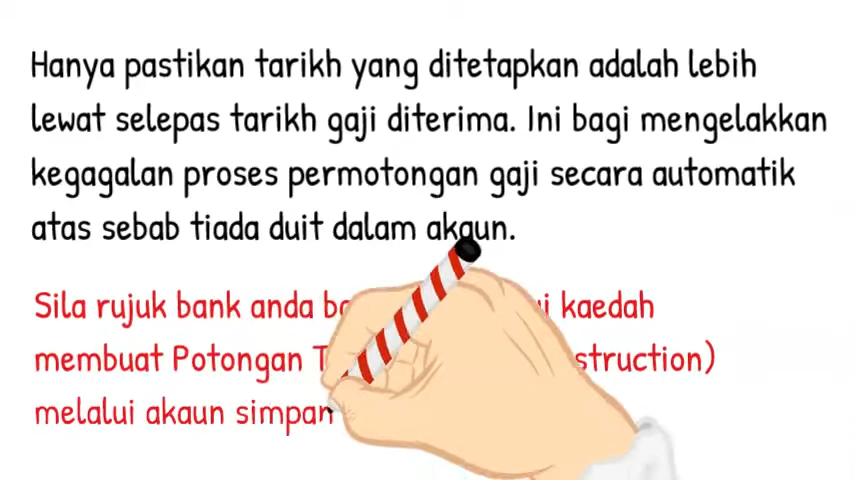 Hanya pastikan tarikh yang ditetapkan adalah lebih
lewat selepas tarikh gaji diterima. Ini bagi mengelakkan
kegagalan proses permotongan gaji secara automatik
atas sebab tiada duit dalam akaun.
Sila rujuk bank anda kaedah
membuat Potongan
melalui akaun simpan